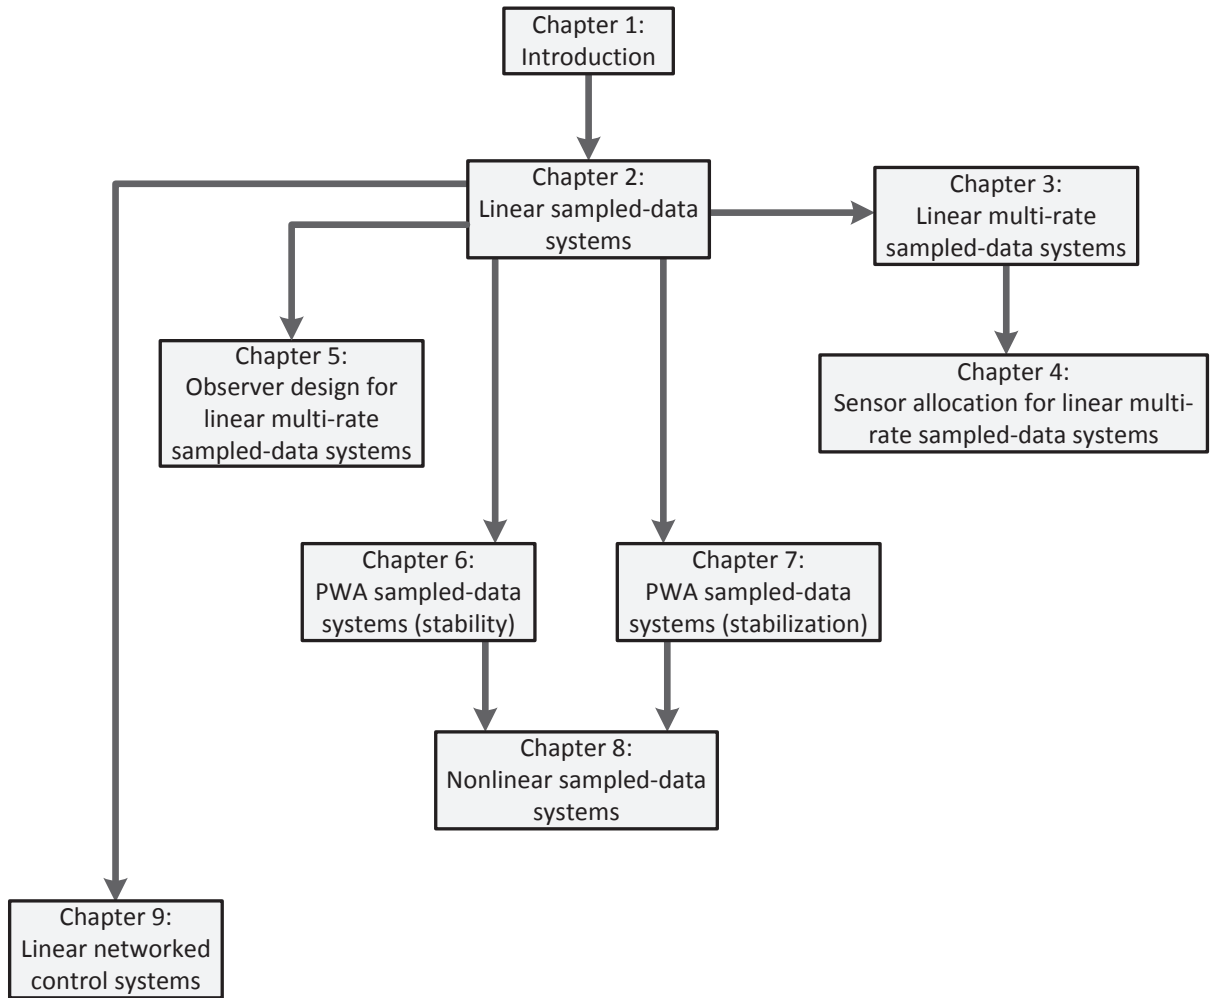 Chapter 1:
Introduction
Chapter 2:
Linear sampled-data
systems
Chapter 3:
Linear multi-rate
sampled-data systems
Chapter 5:
Observer design for
linear multi-rate
sampled-data systems
Chapter 4:
Sensor allocation for linear multi-
rate sampled-data systems
Chapter 6:
PWA sampled-data
systems (stability)
Chapter 7:
PWA sampled-data
systems (stabilization)
Chapter 8:
Nonlinear sampled-data
systems
Chapter 9:
Linear networked
control systems